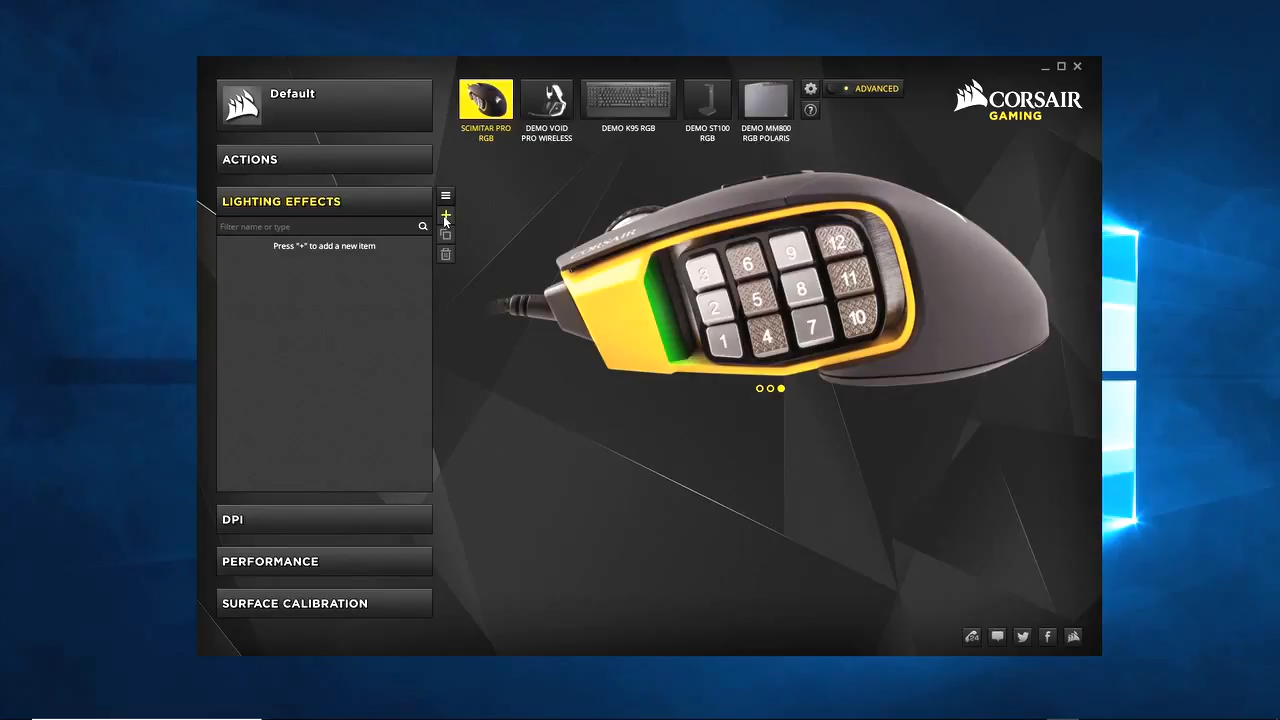 Default
ACTIONS
LIGHTING EFFECTS
Filter name or type
Press "+" to add a new item
DPI
PERFORMANCE
SURFACE CALIBRATION
SCIMITAR PRO
RGB
DEMO VOID
PRO WIRELESS
DEMO K95 RGB
DEMO ST100
RGB
DEMO MM800
RGB POLARIS
?
ADVANCED
CORSAIR
GAMING
CORSAIR
3 6 9 12
2 5 8 11
1 4 7 10
24